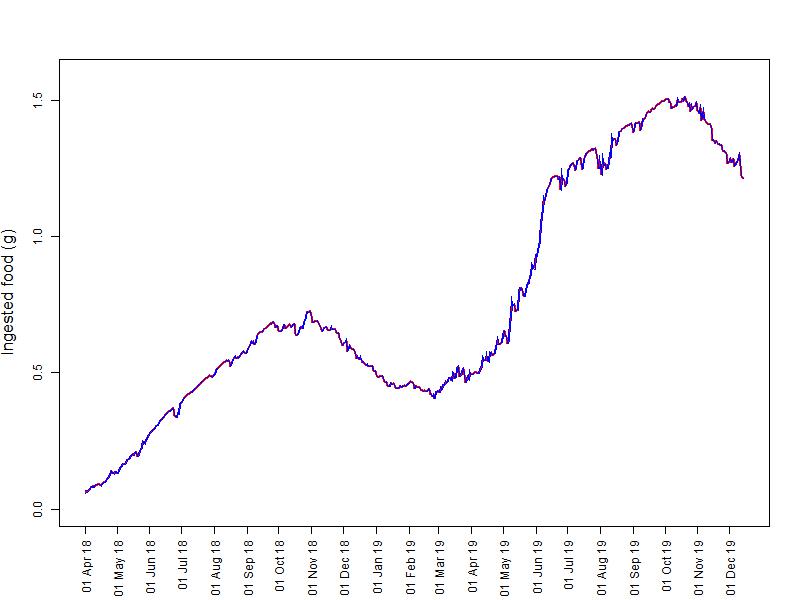 Ingested food (g)
1.5
1.0
0.5
0.0
01 Apr 18
01 May 18
01 Jun 18
01 Jul 18
01 Aug 18
01 Sep 18
01 Oct 18
01 Nov 18
01 Dec 18
01 Jan 19
01 Feb 19
01 Mar 19
01 Apr 19
01 May 19
01 Jun 19
01 Jul 19
01 Aug 19
01 Sep 19
01 Oct 19
01 Nov 19
01 Dec 19